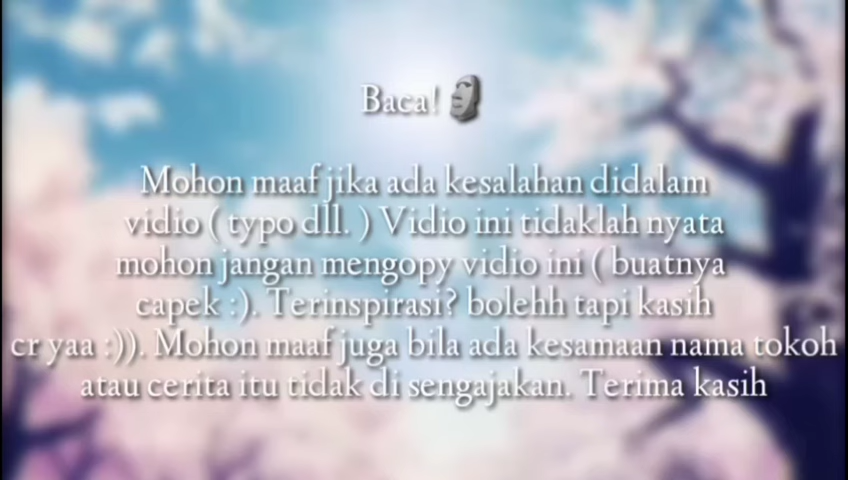 Baca! 🗿
Mohon maaf jika ada kesalahan didalam
vidio ( typo dll. ) Vidio ini tidaklah nyata
mohon jangan mengopy vidio ini ( buatnya
capek :). Terinspirasi? bolehh tapi kasih
cr yaa :)). Mohon maaf juga bila ada kesamaan nama tokoh
atau cerita itu tidak di sengajakan. Terima kasih